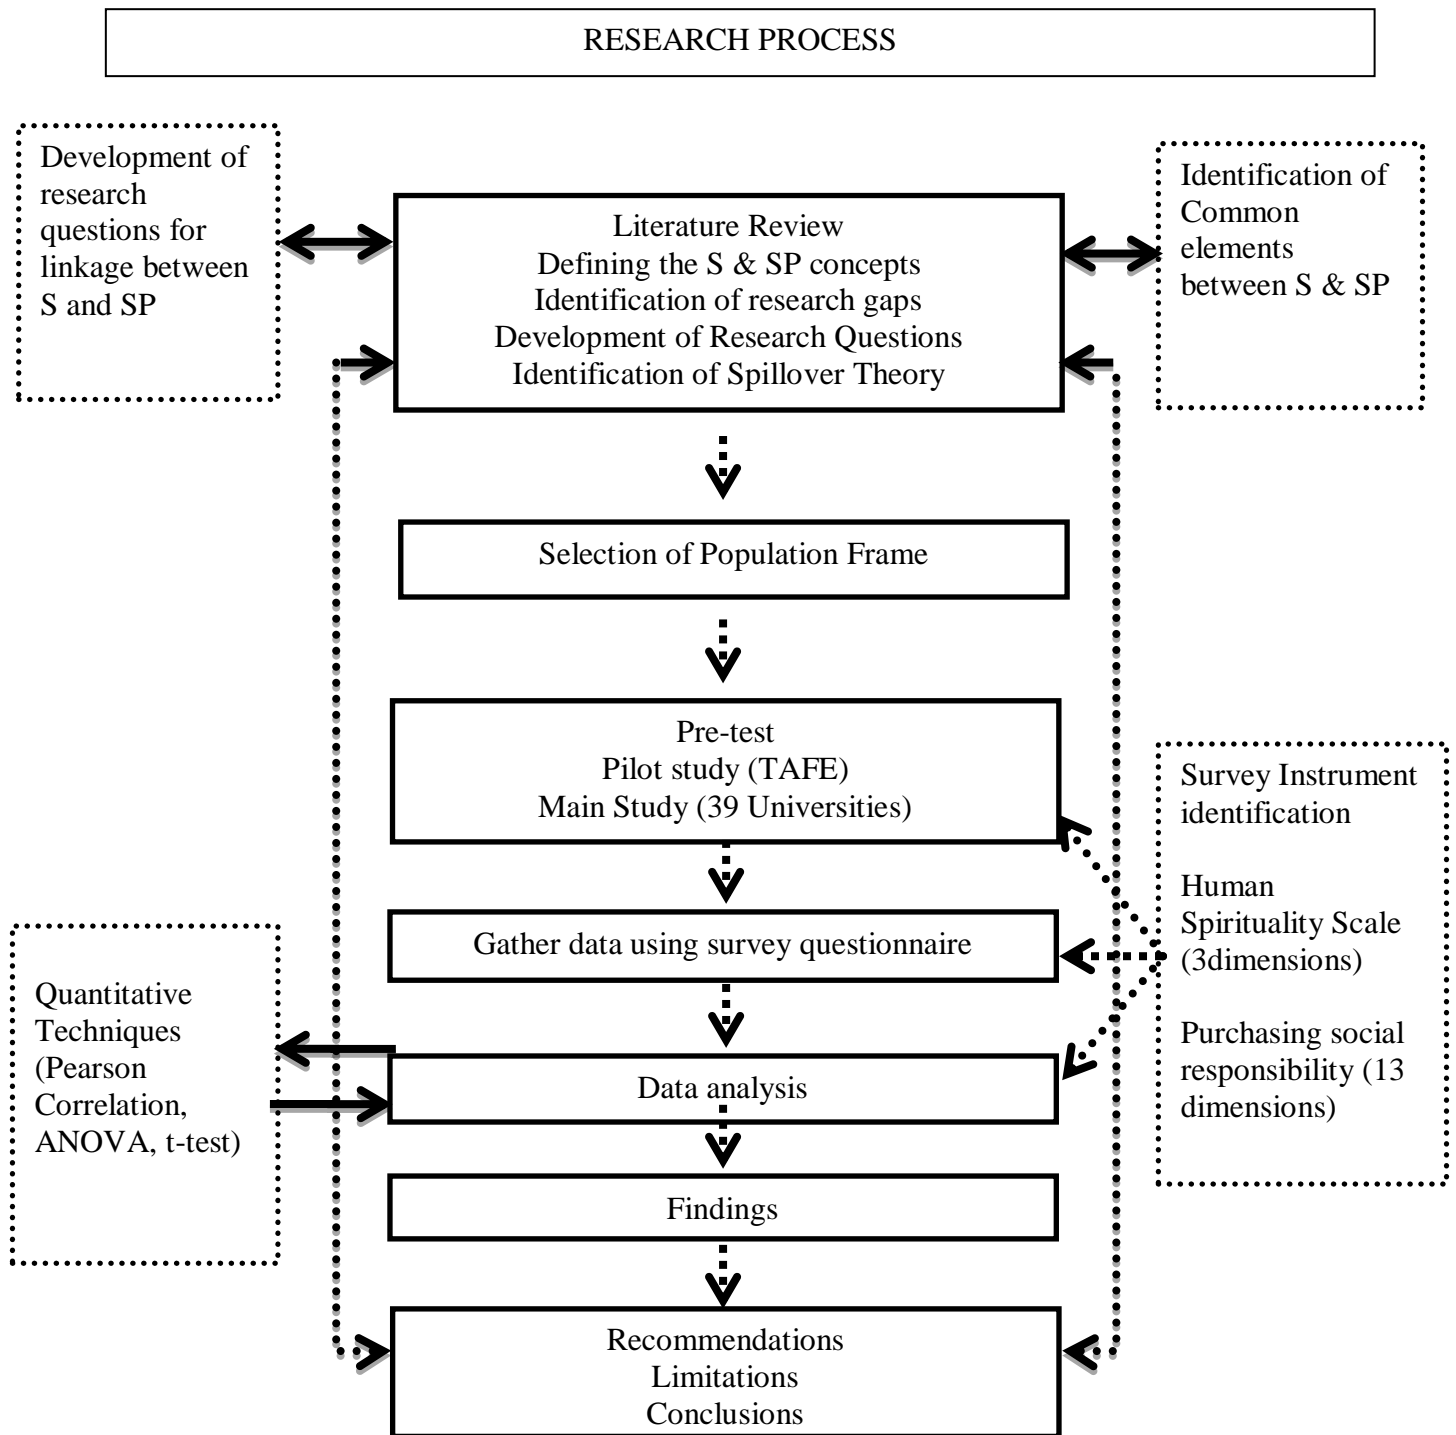 RESEARCH PROCESS
Development of
research
questions for
linkage between
S and SP
Literature Review
Defining the S & SP concepts
Identification of research gaps
Development of Research Questions
Identification of Spillover Theory
Identification of
Common
elements
between S & SP
Selection of Population Frame
Pre-test
Pilot study (TAFE)
Main Study (39 Universities)
Survey Instrument
identification
Human
Spirituality Scale
(3dimensions)
Purchasing social
responsibility (13
dimensions)
Gather data using survey questionnaire
Quantitative
Techniques
(Pearson
Correlation,
ANOVA, t-test)
Data analysis
Findings
Recommendations
Limitations
Conclusions